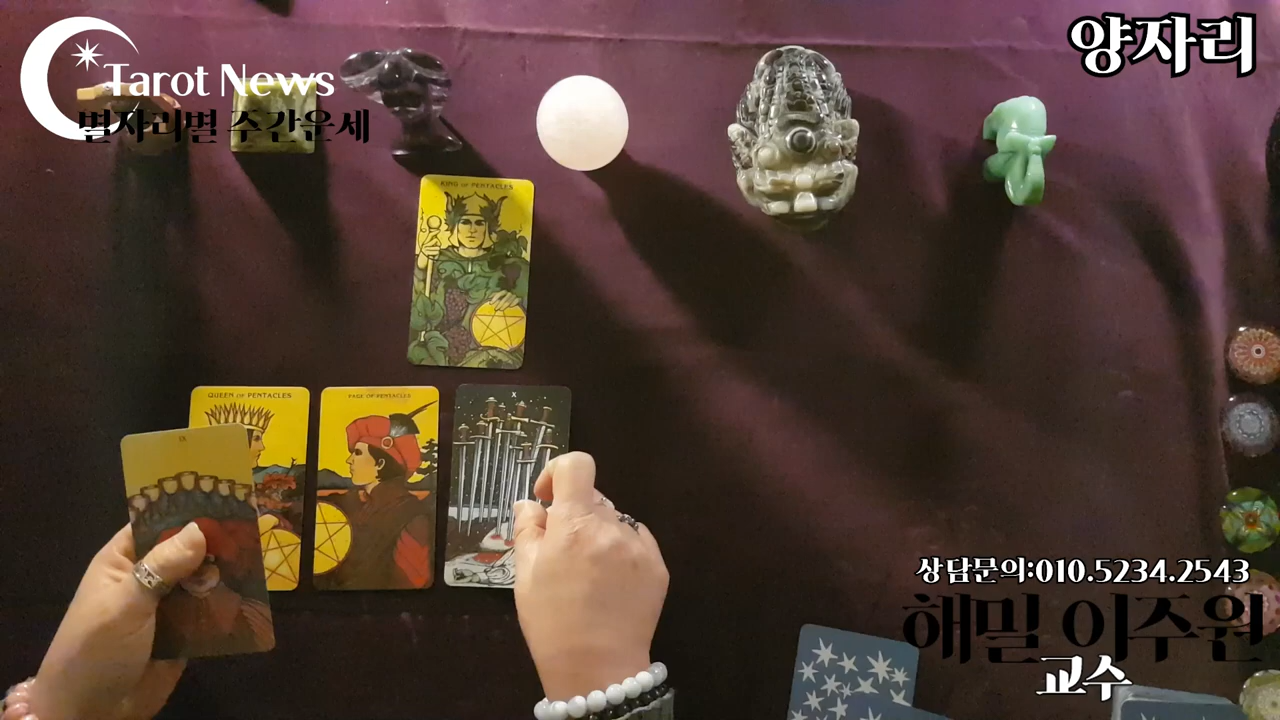 Tarot News
별자리별 주간운세
양자리
KING OF PENTACLES
QUEEN OF PENTACLES
PAGE OF PENTACLES
X
IX
상담문의:010.5234.2543
해밀 이주원
교수